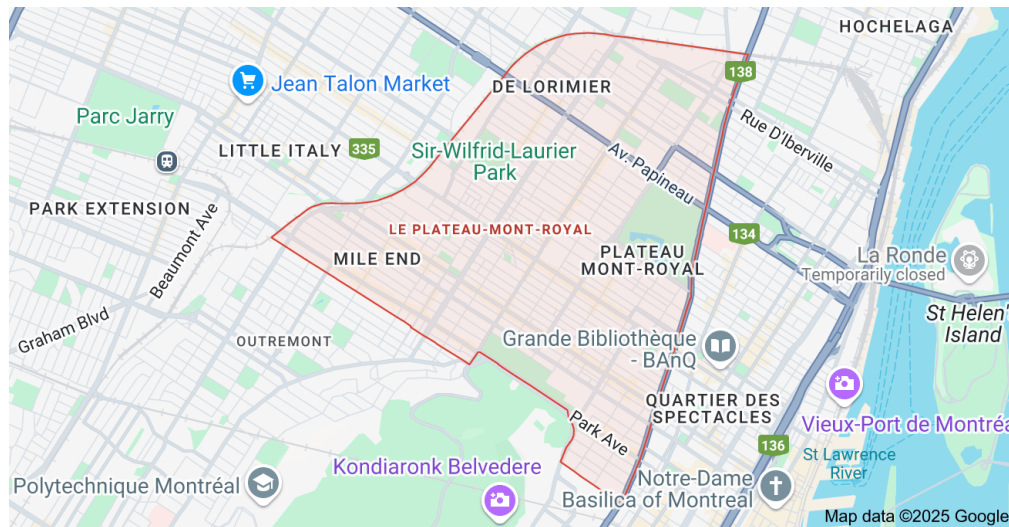 HOCHELAGA
138
Jean Talon Market
DE LORIMIER
Parc Jarry
Rue D'Iberville
LITTLE ITALY
335
Sir-Wilfrid-Laurier
Park
Av. Papineau
PARK EXTENSION
Beaumont Ave
LE PLATEAU-MONT-ROYAL
134
MILE END
PLATEAU
MONT-ROYAL
La Ronde
Temporarily closed
Graham Blvd
St Helen'
Island
OUTREMONT
Grande Bibliothèque
- BAnQ
QUARTIER DES
SPECTACLES
Park Ave
Vieux-Port de Montréa
136
St Lawrence
River
Kondiaronk Belvedere
Polytechnique Montréal
Notre-Dame
Basilica of Montreal
Map data ©2025 Google